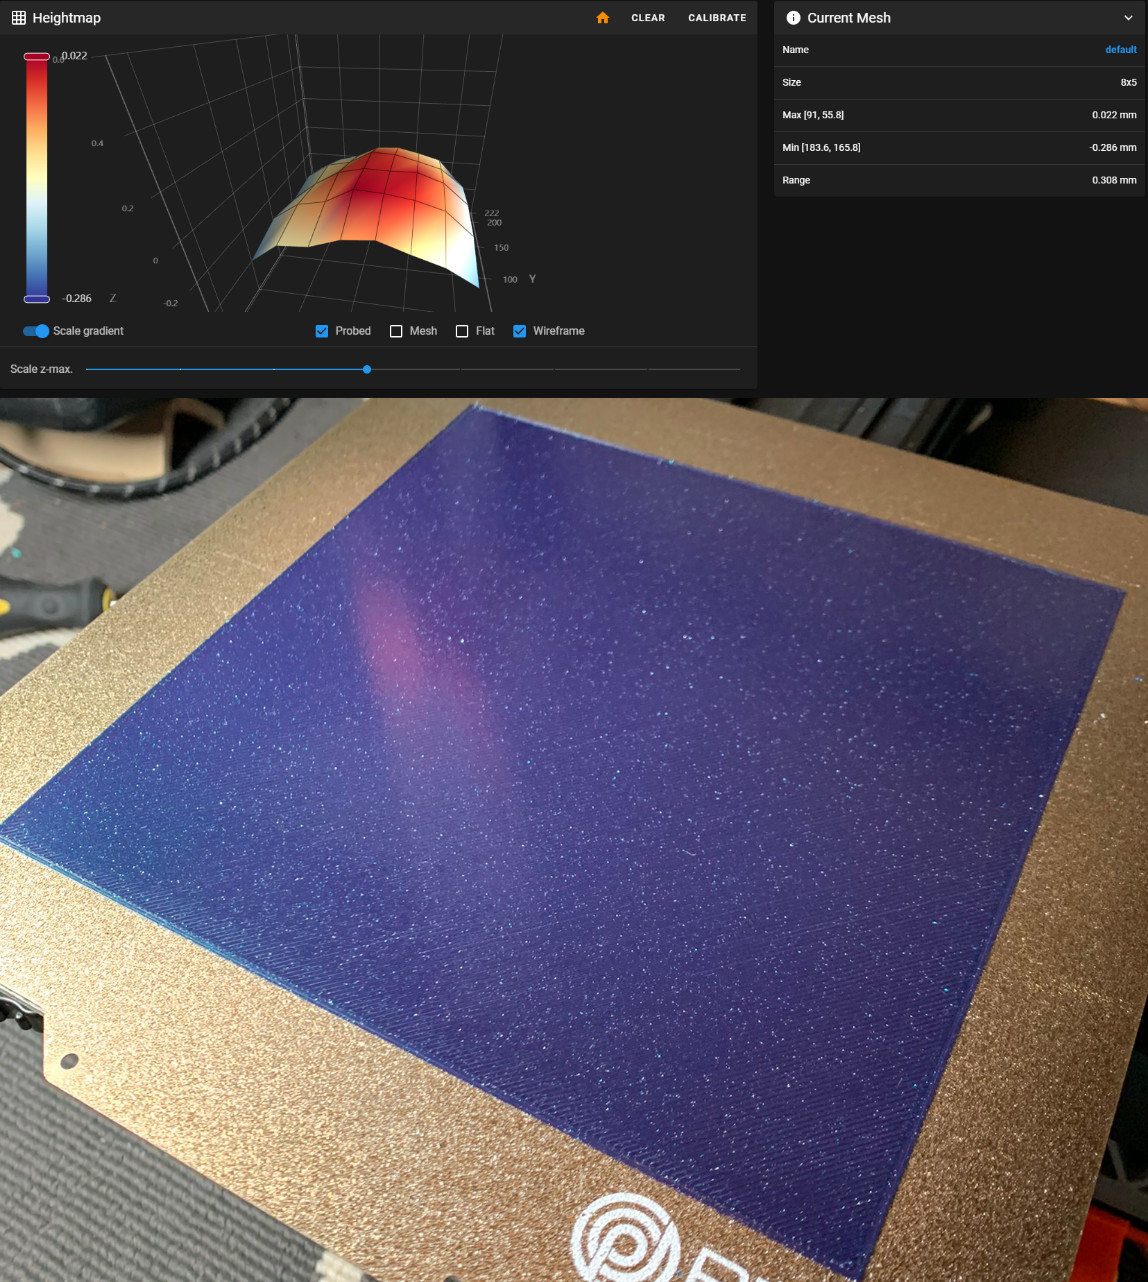 Heightmap
CLEAR
CALIBRATE
0.022
0.4
0.2
0
-0.2
-0.286
Z
222
200
150
100
Y
Scale gradient
Probed
Mesh
Flat
Wireframe
Scale z-max.
Current Mesh
Name
default
Size
8x5
Max [91, 55.8]
0.022 mm
Min [183.6, 165.8]
-0.286 mm
Range
0.308 mm